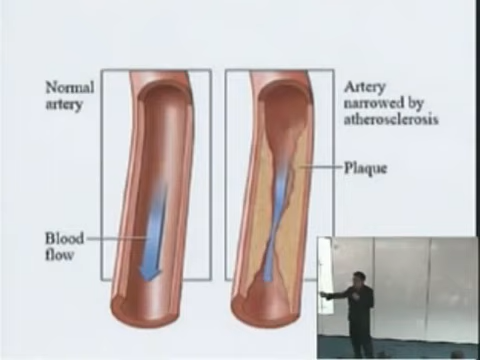 Normal
artery
Blood
flow
Artery
narrowed by
atherosclerosis
Plaque